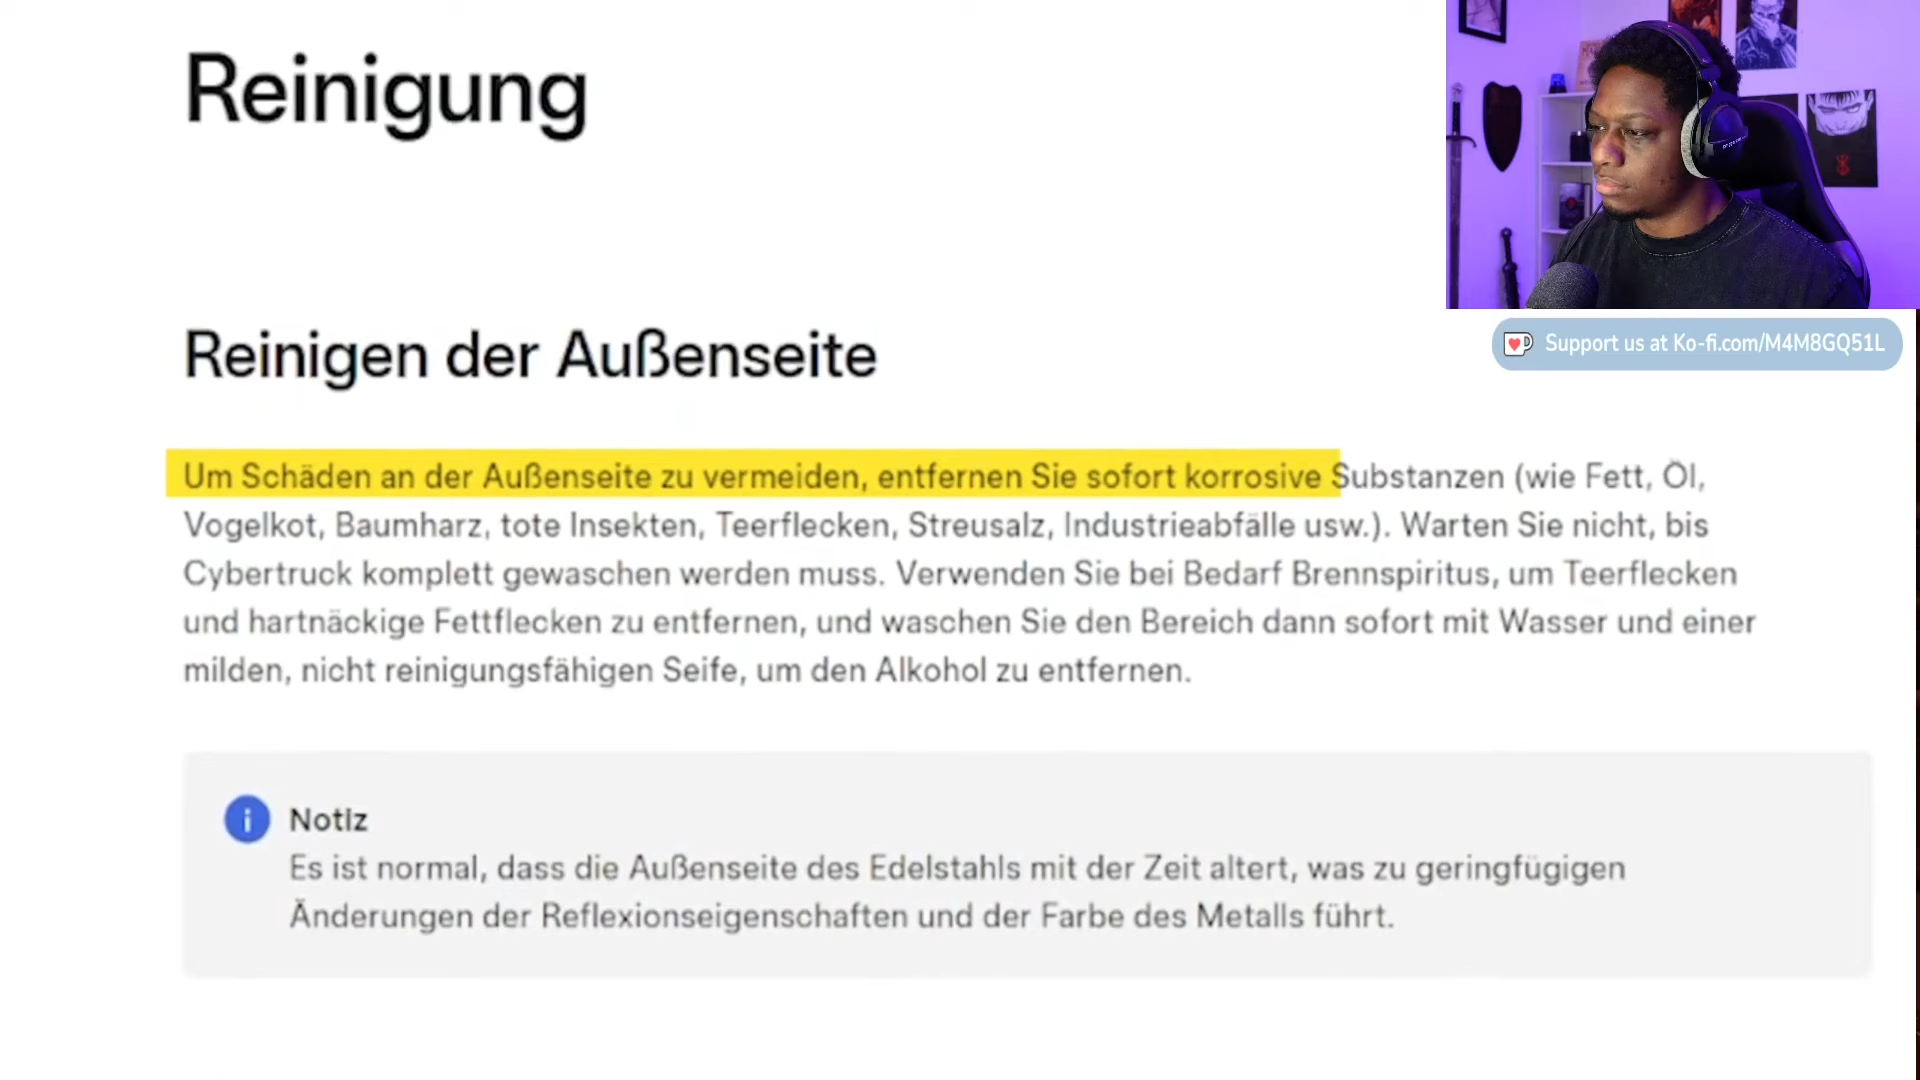 Reinigung
Support us at Ko-fi.com/M4M8GQ51L
Reinigen der Außenseite
Um Schäden an der Außenseite zu vermeiden, entfernen Sie sofort korrosive Substanzen (wie Fett, Öl,
Vogelkot, Baumharz, tote Insekten, Teerflecken, Streusalz, Industrieabfälle usw.). Warten Sie nicht, bis
Cybertruck komplett gewaschen werden muss. Verwenden Sie bei Bedarf Brennspiritus, um Teerflecken
und hartnäckige Fettflecken zu entfernen, und waschen Sie den Bereich dann sofort mit Wasser und einer
milden, nicht reinigungsfähigen Seife, um den Alkohol zu entfernen.
Notiz
Es ist normal, dass die Außenseite des Edelstahls mit der Zeit altert, was zu geringfügigen
Änderungen der Reflexionseigenschaften und der Farbe des Metalls führt.